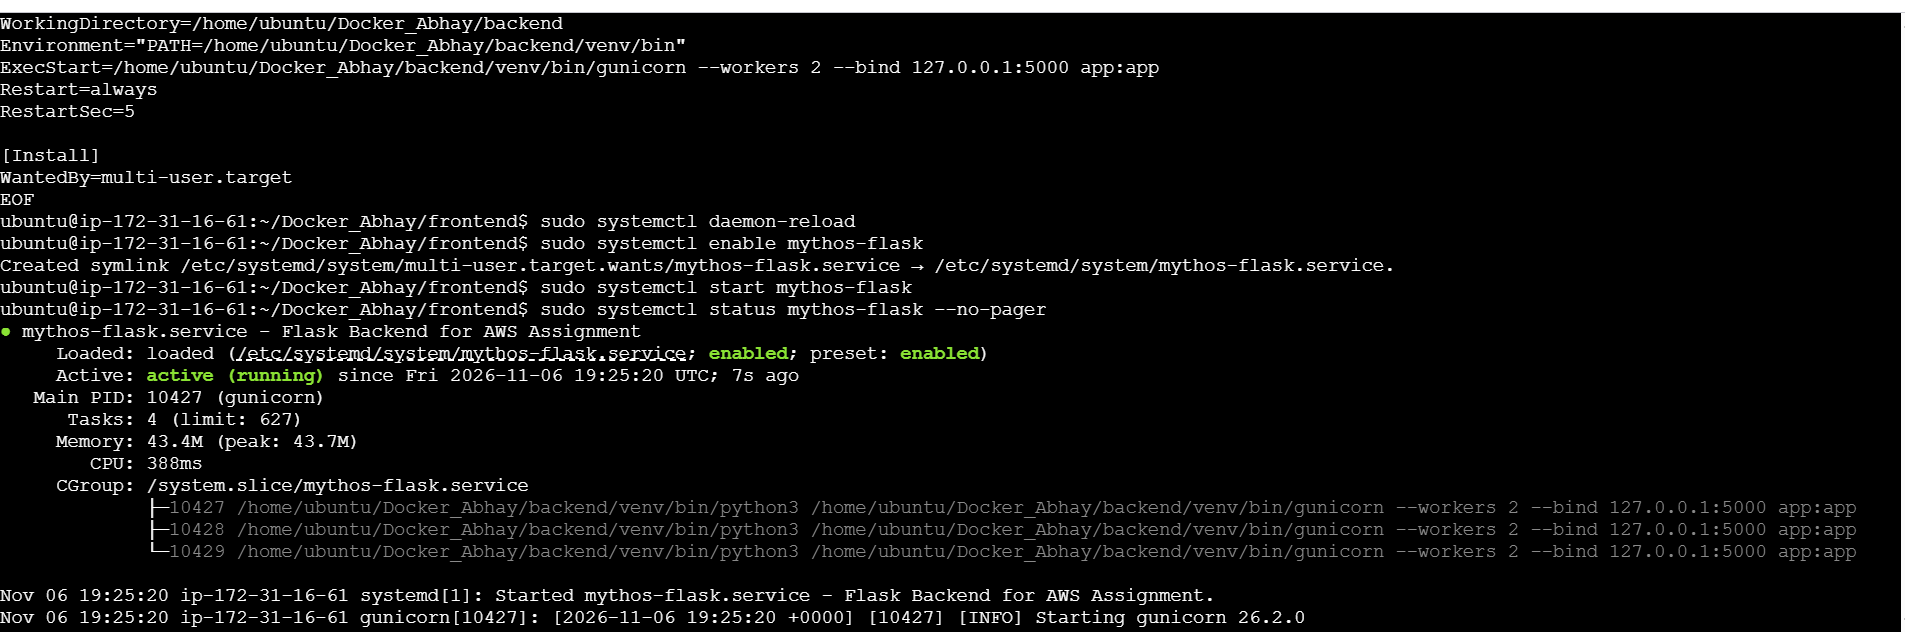 WorkingDirectory=/home/ubuntu/Docker_Abhay/backend
Environment="PATH=/home/ubuntu/Docker_Abhay/backend/venv/bin"
ExecStart=/home/ubuntu/Docker_Abhay/backend/venv/bin/gunicorn --workers 2 --bind 127.0.0.1:5000 app:app
Restart=always
RestartSec=5
[Install]
WantedBy=multi-user.target
EOF
ubuntu@ip-172-31-16-61:~/Docker_Abhay/frontend$ sudo systemctl daemon-reload
ubuntu@ip-172-31-16-61:~/Docker_Abhay/frontend$ sudo systemctl enable mythos-flask
Created symlink /etc/systemd/system/multi-user.target.wants/mythos-flask.service → /etc/systemd/system/mythos-flask.service.
ubuntu@ip-172-31-16-61:~/Docker_Abhay/frontend$ sudo systemctl start mythos-flask
ubuntu@ip-172-31-16-61:~/Docker_Abhay/frontend$ sudo systemctl status mythos-flask --no-pager
● mythos-flask.service - Flask Backend for AWS Assignment
Loaded: loaded (/etc/systemd/system/mythos-flask.service; enabled; preset: enabled)
Active: active (running) since Fri 2026-11-06 19:25:20 UTC; 7s ago
Main PID: 10427 (gunicorn)
Tasks: 4 (limit: 627)
Memory: 43.4M (peak: 43.7M)
CPU: 388ms
CGroup: /system.slice/mythos-flask.service
├─10427 /home/ubuntu/Docker_Abhay/backend/venv/bin/python3 /home/ubuntu/Docker_Abhay/backend/venv/bin/gunicorn --workers 2 --bind 127.0.0.1:5000 app:app
├─10428 /home/ubuntu/Docker_Abhay/backend/venv/bin/python3 /home/ubuntu/Docker_Abhay/backend/venv/bin/gunicorn --workers 2 --bind 127.0.0.1:5000 app:app
└─10429 /home/ubuntu/Docker_Abhay/backend/venv/bin/python3 /home/ubuntu/Docker_Abhay/backend/venv/bin/gunicorn --workers 2 --bind 127.0.0.1:5000 app:app
Nov 06 19:25:20 ip-172-31-16-61 systemd[1]: Started mythos-flask.service - Flask Backend for AWS Assignment.
Nov 06 19:25:20 ip-172-31-16-61 gunicorn[10427]: [2026-11-06 19:25:20 +0000] [10427] [INFO] Starting gunicorn 26.2.0